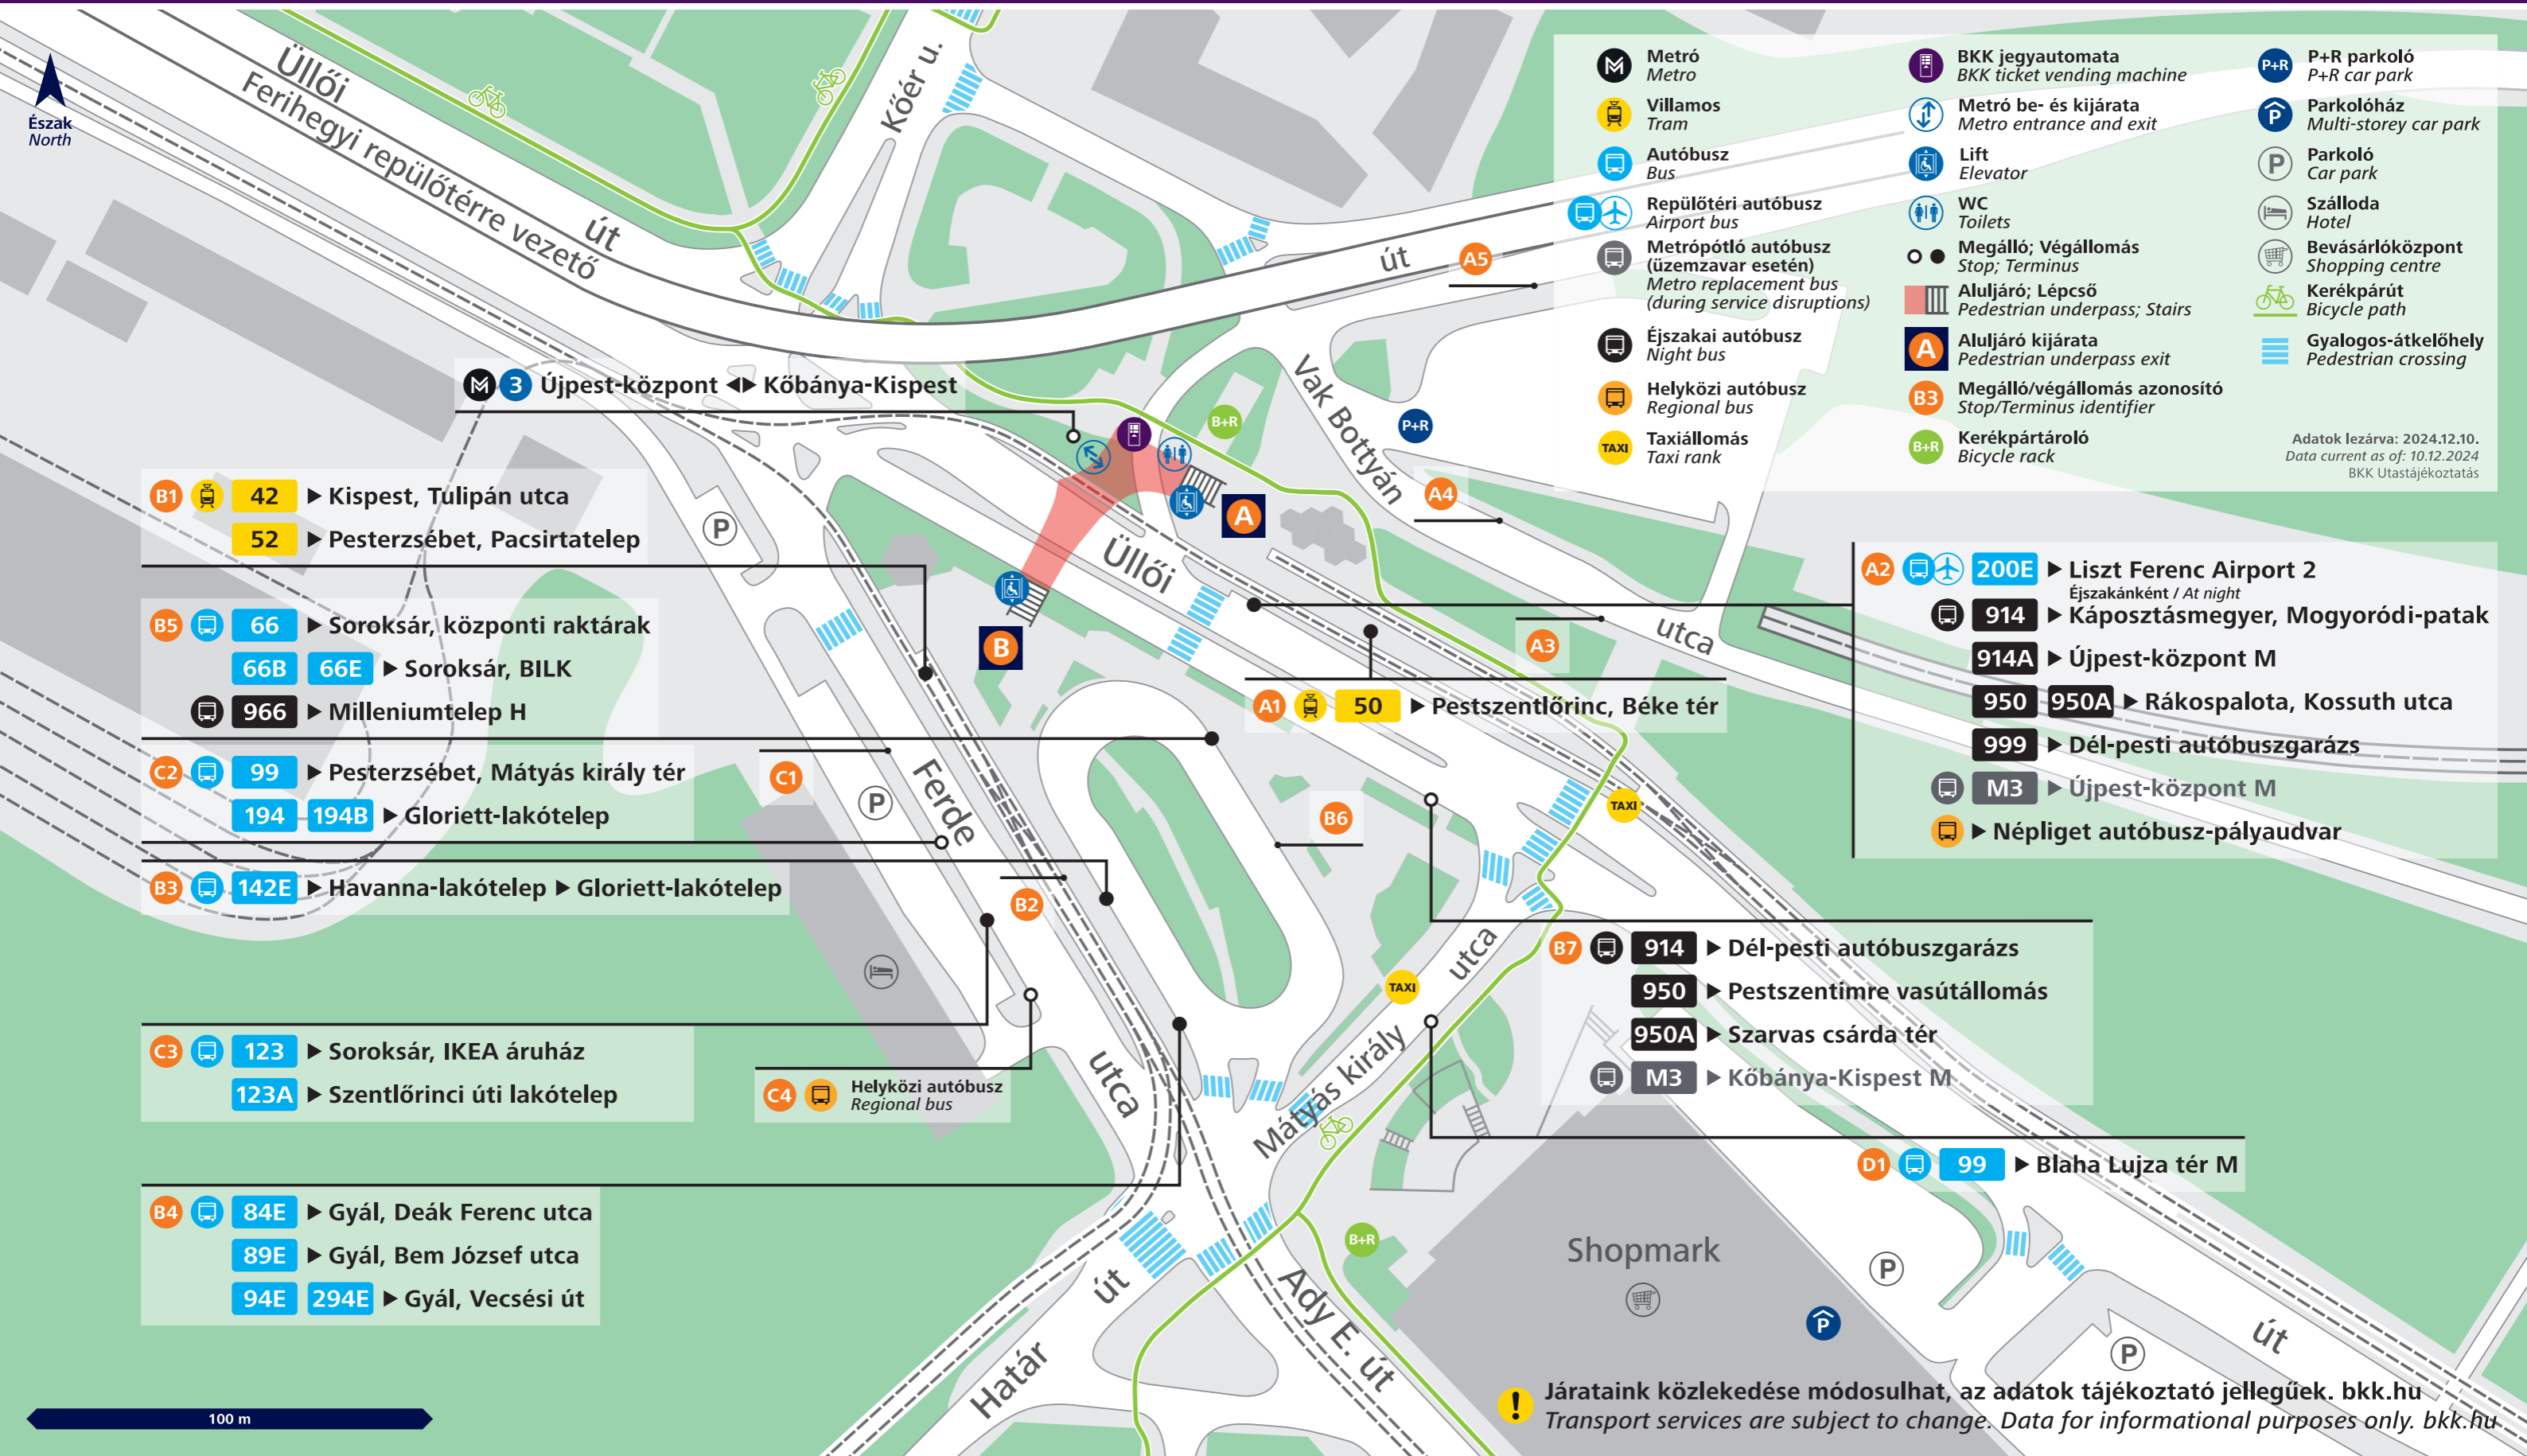 Észak
North
Üllői
út
Ferihegyi repülőtérre vezető
Kőér u.
út
A5
Metró
Metro
Villamos
Tram
Autóbusz
Bus
Repülőtéri autóbusz
Airport bus
Metrópótló autóbusz
(üzemzavar esetén)
Metro replacement bus
(during service disruptions)
Éjszakai autóbusz
Night bus
Helyközi autóbusz
Regional bus
TAXI
Taxiállomás
Taxi rank
BKK jegyautomata
BKK ticket vending machine
Metró be- és kijárata
Metro entrance and exit
Lift
Elevator
WC
Toilets
Megálló; Végállomás
Stop; Terminus
Aluljáró; Lépcső
Pedestrian underpass; Stairs
A
Aluljáró kijárata
Pedestrian underpass exit
B3
Megálló/végállomás azonosító
Stop/Terminus identifier
B+R
Kerékpártároló
Bicycle rack
P+R
P+R parkoló
P+R car park
P
Parkolóház
Multi-storey car park
P
Parkoló
Car park
Szálloda
Hotel
Bevásárlóközpont
Shopping centre
Kerékpárút
Bicycle path
Gyalogos-átkelőhely
Pedestrian crossing
Adatok lezárva: 2024.12.10.
Data current as of: 10.12.2024
BKK Utastájékoztatás
M 3 Újpest-központ ◀▶ Kőbánya-Kispest
B+R
P+R
Vak Bottyán
utca
A4
A
P
B1 42 ▶ Kispest, Tulipán utca
52 ▶ Pesterzsébet, Pacsirtatelep
Üllői
B
A3
A1 50 ▶ Pestszentlőrinc, Béke tér
A2 200E ▶ Liszt Ferenc Airport 2
Éjszakánként / At night
914 ▶ Káposztásmegyer, Mogyoródi-patak
914A ▶ Újpest-központ M
950 950A ▶ Rákospalota, Kossuth utca
999 ▶ Dél-pesti autóbuszgarázs
M3 ▶ Újpest-központ M
▶ Népliget autóbusz-pályaudvar
B5 66 ▶ Soroksár, központi raktárak
66B 66E ▶ Soroksár, BILK
966 ▶ Milleniumtelep H
C2 99 ▶ Pesterzsébet, Mátyás király tér
194 194B ▶ Gloriett-lakótelep
C1
P
Ferde
utca
B6
TAXI
B3 142E ▶ Havanna-lakótelep ▶ Gloriett-lakótelep
B2
B7 914 ▶ Dél-pesti autóbuszgarázs
950 ▶ Pestszentimre vasútállomás
950A ▶ Szarvas csárda tér
M3 ▶ Kőbánya-Kispest M
TAXI
Mátyás király
utca
C3 123 ▶ Soroksár, IKEA áruház
123A ▶ Szentlőrinci úti lakótelep
C4 Helyközi autóbusz
Regional bus
D1 99 ▶ Blaha Lujza tér M
B4 84E ▶ Gyál, Deák Ferenc utca
89E ▶ Gyál, Bem József utca
94E 294E ▶ Gyál, Vecsési út
B+R
Shopmark
P
P
P
út
Határ
út
Ady E. út
100 m
! Járataink közlekedése módosulhat, az adatok tájékoztató jellegűek. bkk.hu
Transport services are subject to change. Data for informational purposes only. bkk.hu